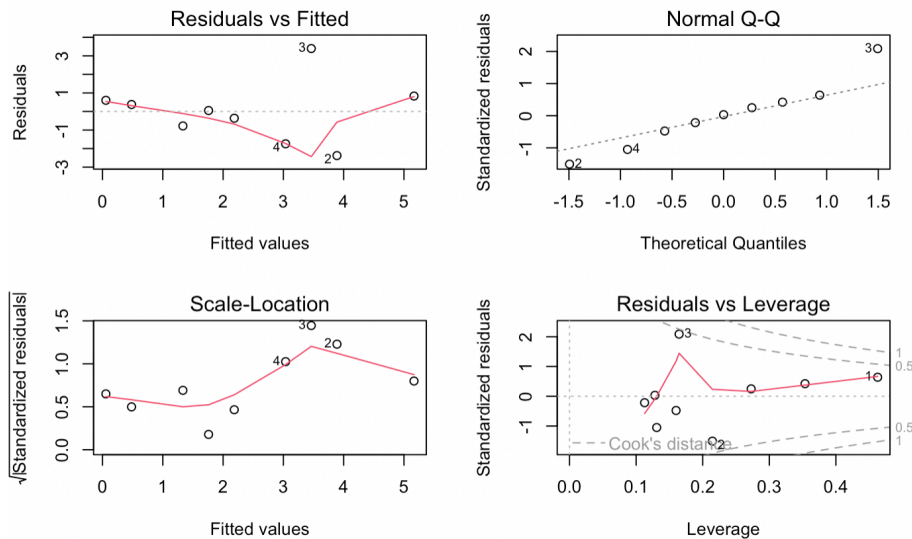 Residuals vs Fitted
Residuals
3
1
-1
-3
3
4
2
0 1 2 3 4 5
Fitted values
Normal Q-Q
Standardized residuals
2
1
0
-1
3
4
2
-1.5 -1.0 -0.5 0.0 0.5 1.0 1.5
Theoretical Quantiles
Scale-Location
√|Standardized residuals|
1.5
1.0
0.5
0.0
3
2
4
0 1 2 3 4 5
Fitted values
Residuals vs Leverage
Standardized residuals
2
1
0
-1
3
1
2
1
0.5
0.5
1
Cook's distance
0.0 0.1 0.2 0.3 0.4
Leverage